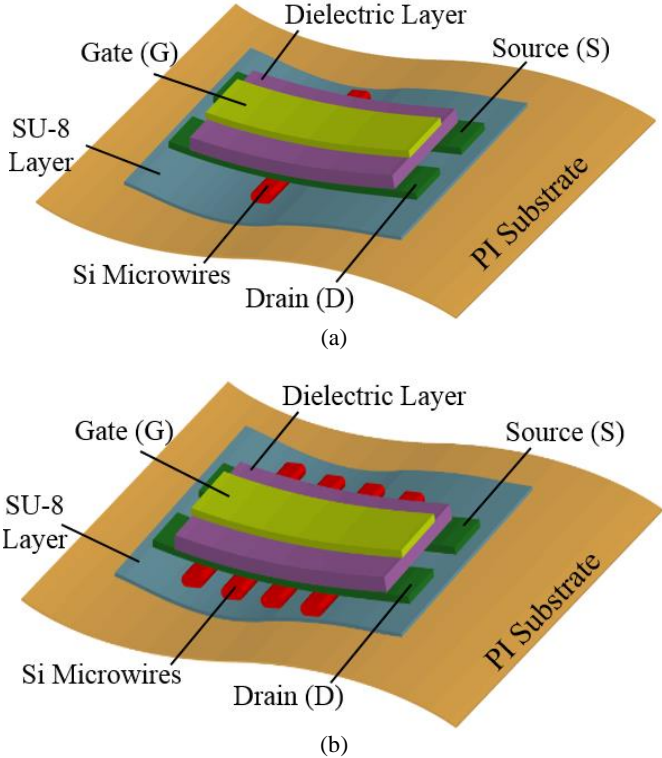 Dielectric Layer
Gate (G)
Source (S)
SU-8
Layer
PI Substrate
Si Microwires
Drain (D)
(a)
Dielectric Layer
Gate (G)
Source (S)
SU-8
Layer
PI Substrate
Si Microwires
Drain (D)
(b)